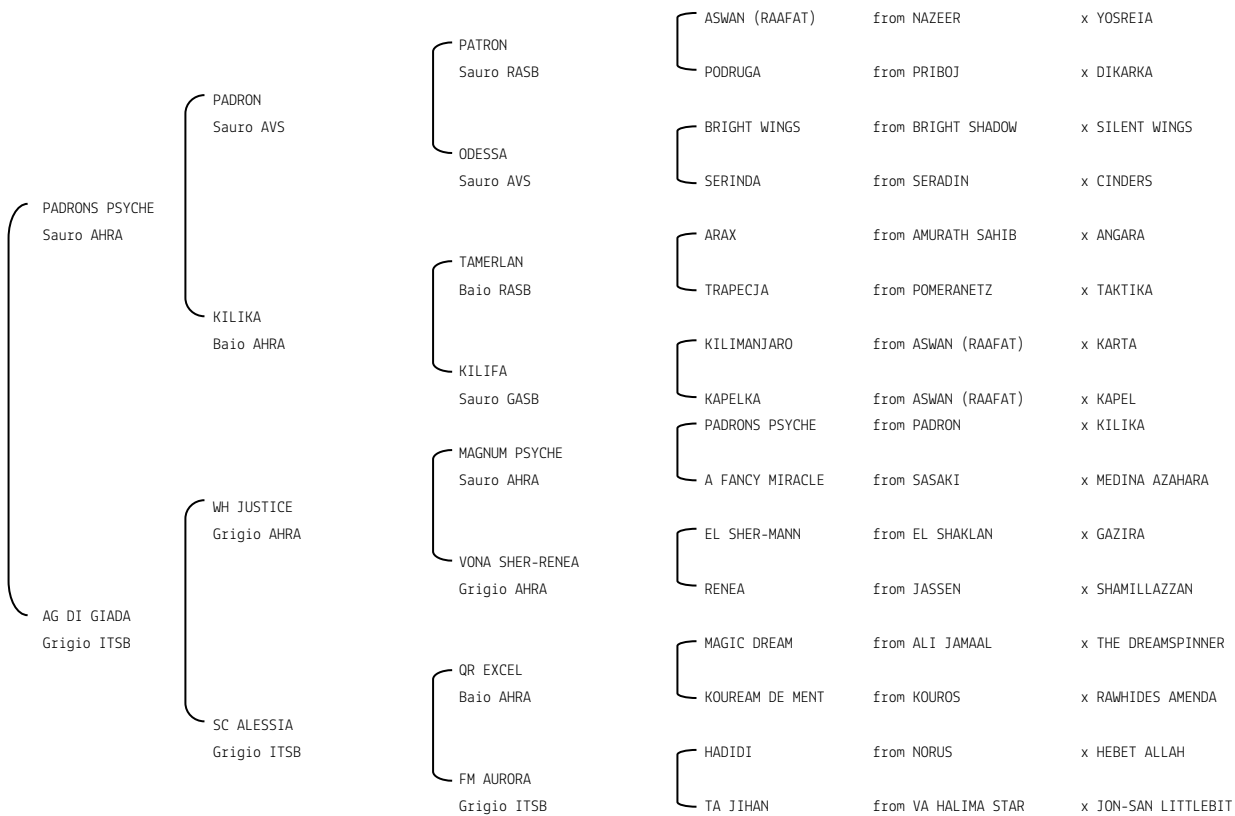 ASWAN (RAAFAT) from NAZEER x YOSREIA
PATRON
Sauro RASB
PODRUGA from PRIBOJ x DIKARKA
PADRON
Sauro AVS
BRIGHT WINGS from BRIGHT SHADOW x SILENT WINGS
ODESSA
Sauro AVS
SERINDA from SERADIN x CINDERS
PADRONS PSYCHE
Sauro AHRA
ARAX from AMURATH SAHIB x ANGARA
TAMERLAN
Baio RASB
TRAPECJA from POMERANETZ x TAKTIKA
KILIKA
Baio AHRA
KILIMANJARO from ASWAN (RAAFAT) x KARTA
KILIFA
Sauro GASB
KAPELKA from ASWAN (RAAFAT) x KAPEL
PADRONS PSYCHE from PADRON x KILIKA
MAGNUM PSYCHE
Sauro AHRA
A FANCY MIRACLE from SASAKI x MEDINA AZAHARA
WH JUSTICE
Grigio AHRA
EL SHER-MANN from EL SHAKLAN x GAZIRA
VONA SHER-RENEA
Grigio AHRA
RENEA from JASSEN x SHAMILLAZZAN
AG DI GIADA
Grigio ITSB
MAGIC DREAM from ALI JAMAAL x THE DREAMSPINNER
QR EXCEL
Baio AHRA
KOUREAM DE MENT from KOUROS x RAWHIDES AMENDA
SC ALESSIA
Grigio ITSB
HADIDI from NORUS x HEBET ALLAH
FM AURORA
Grigio ITSB
TA JIHAN from VA HALIMA STAR x JON-SAN LITTLEBIT